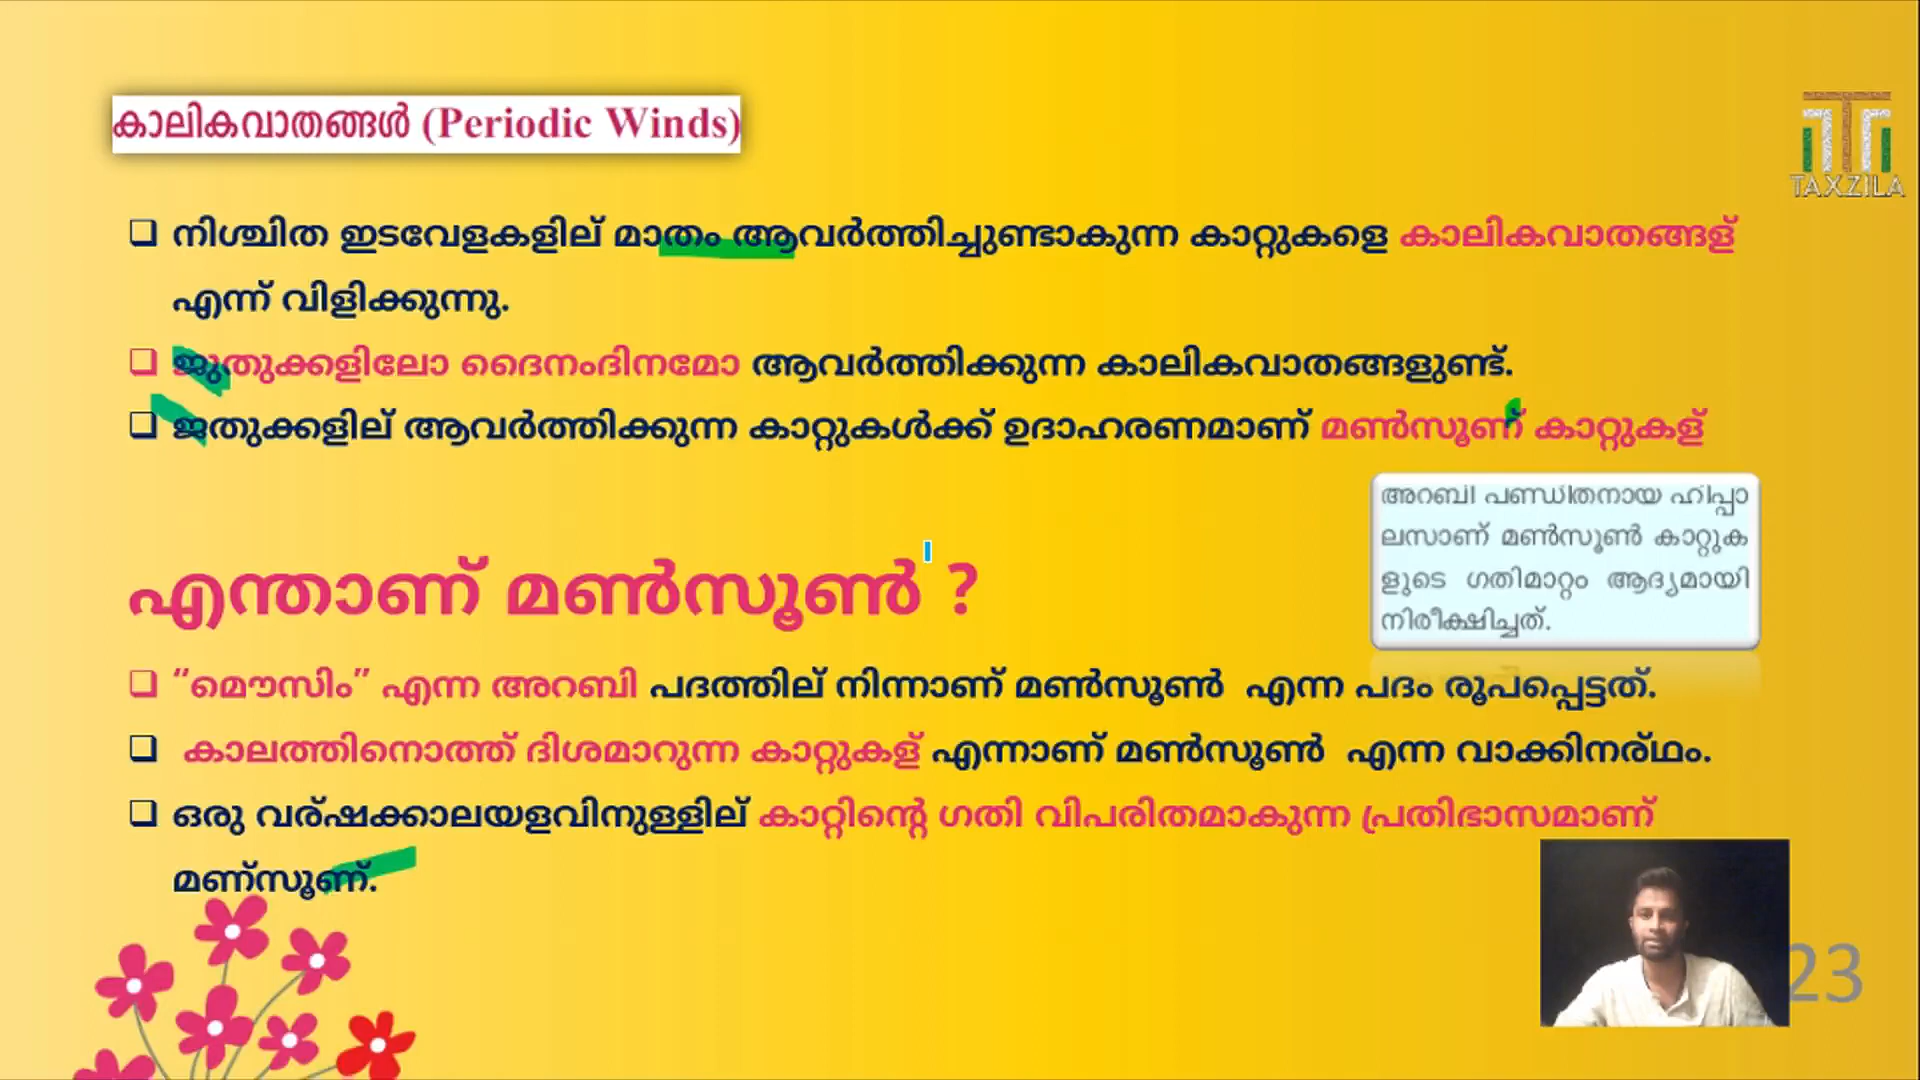 കാലികവാതങ്ങൾ (Periodic Winds)
TAXZILA
നിശ്ചിത ഇടവേളകളില് മാതം ആവർത്തിച്ചുണ്ടാകുന്ന കാറ്റുകളെ കാലികവാതങ്ങള്
എന്ന് വിളിക്കുന്നു.
ഋതുക്കളിലോ ദൈനംദിനമോ ആവർത്തിക്കുന്ന കാലികവാതങ്ങളുണ്ട്.
ഋതുക്കളില് ആവർത്തിക്കുന്ന കാറ്റുകൾക്ക് ഉദാഹരണമാണ് മൺസൂണ് കാറ്റുകള്
അറബി പണ്ഡിതനായ ഹിപ്പാ
ലസാണ് മൺസൂൺ കാറ്റുക
ളുടെ ഗതിമാറ്റം ആദ്യമായി
നിരീക്ഷിച്ചത്.
എന്താണ് മൺസൂൺ ?
“മൌസിം” എന്ന അറബി പദത്തില് നിന്നാണ് മൺസൂൺ എന്ന പദം രൂപപ്പെട്ടത്.
കാലത്തിനൊത്ത് ദിശമാറുന്ന കാറ്റുകള് എന്നാണ് മൺസൂൺ എന്ന വാക്കിനര്ഥം.
ഒരു വര്ഷക്കാലയളവിനുള്ളില് കാറ്റിന്റെ ഗതി വിപരിതമാകുന്ന പ്രതിഭാസമാണ്
മണ്സൂണ്.
23